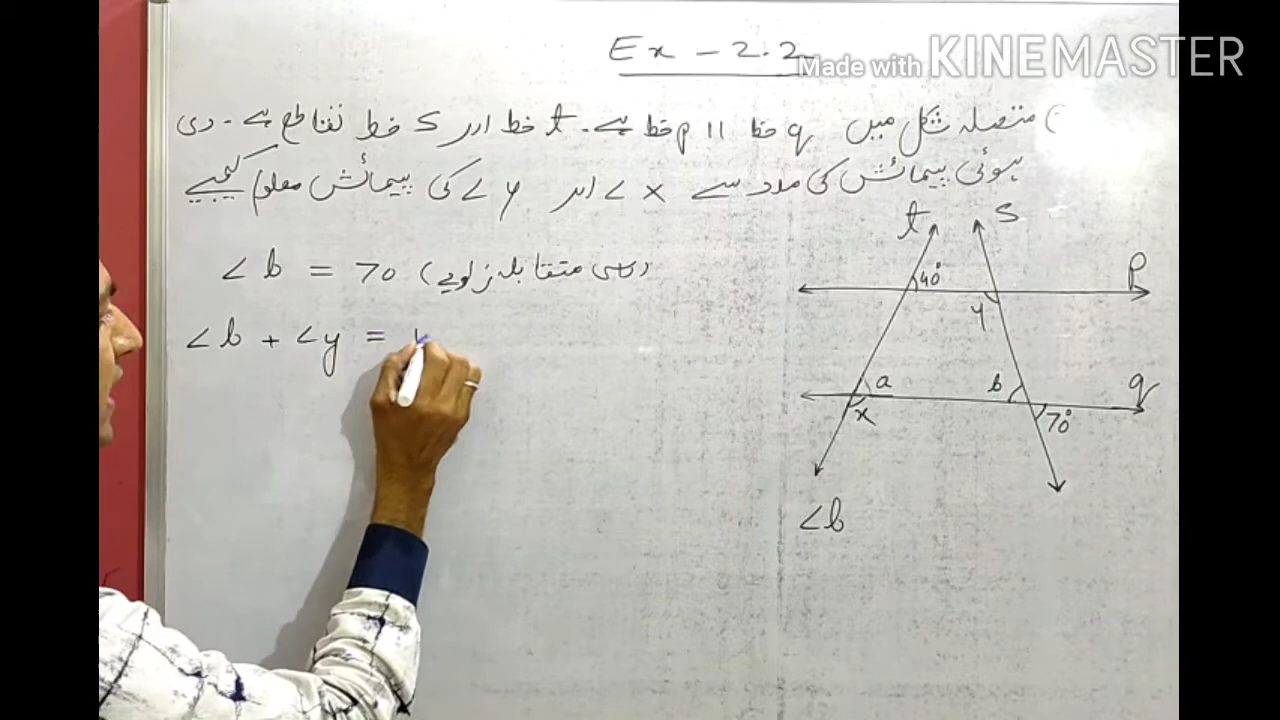 Ex - 2.2
Made with KINEMASTER
متصلہ شکل میں q خط || p خط ہے۔ t خط اور s خط تقاطع ہے۔ دی
ہوئی پیمائش کی مدد سے ∠x اور ∠y کی پیمائش معلوم کیجیے
∠b = 70 (راسی متقابلہ زاویے)
∠b + ∠y =
t
s
40°
p
y
a
b
q
x
70°
∠b